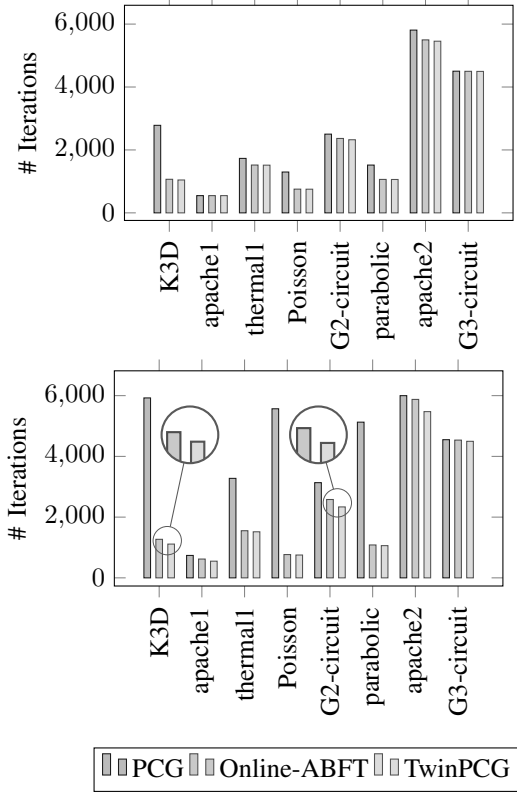 6,000
4,000
2,000
0
# Iterations
K3D
apache1
thermal1
Poisson
G2-circuit
parabolic
apache2
G3-circuit
6,000
4,000
2,000
0
# Iterations
K3D
apache1
thermal1
Poisson
G2-circuit
parabolic
apache2
G3-circuit
PCG Online-ABFT TwinPCG